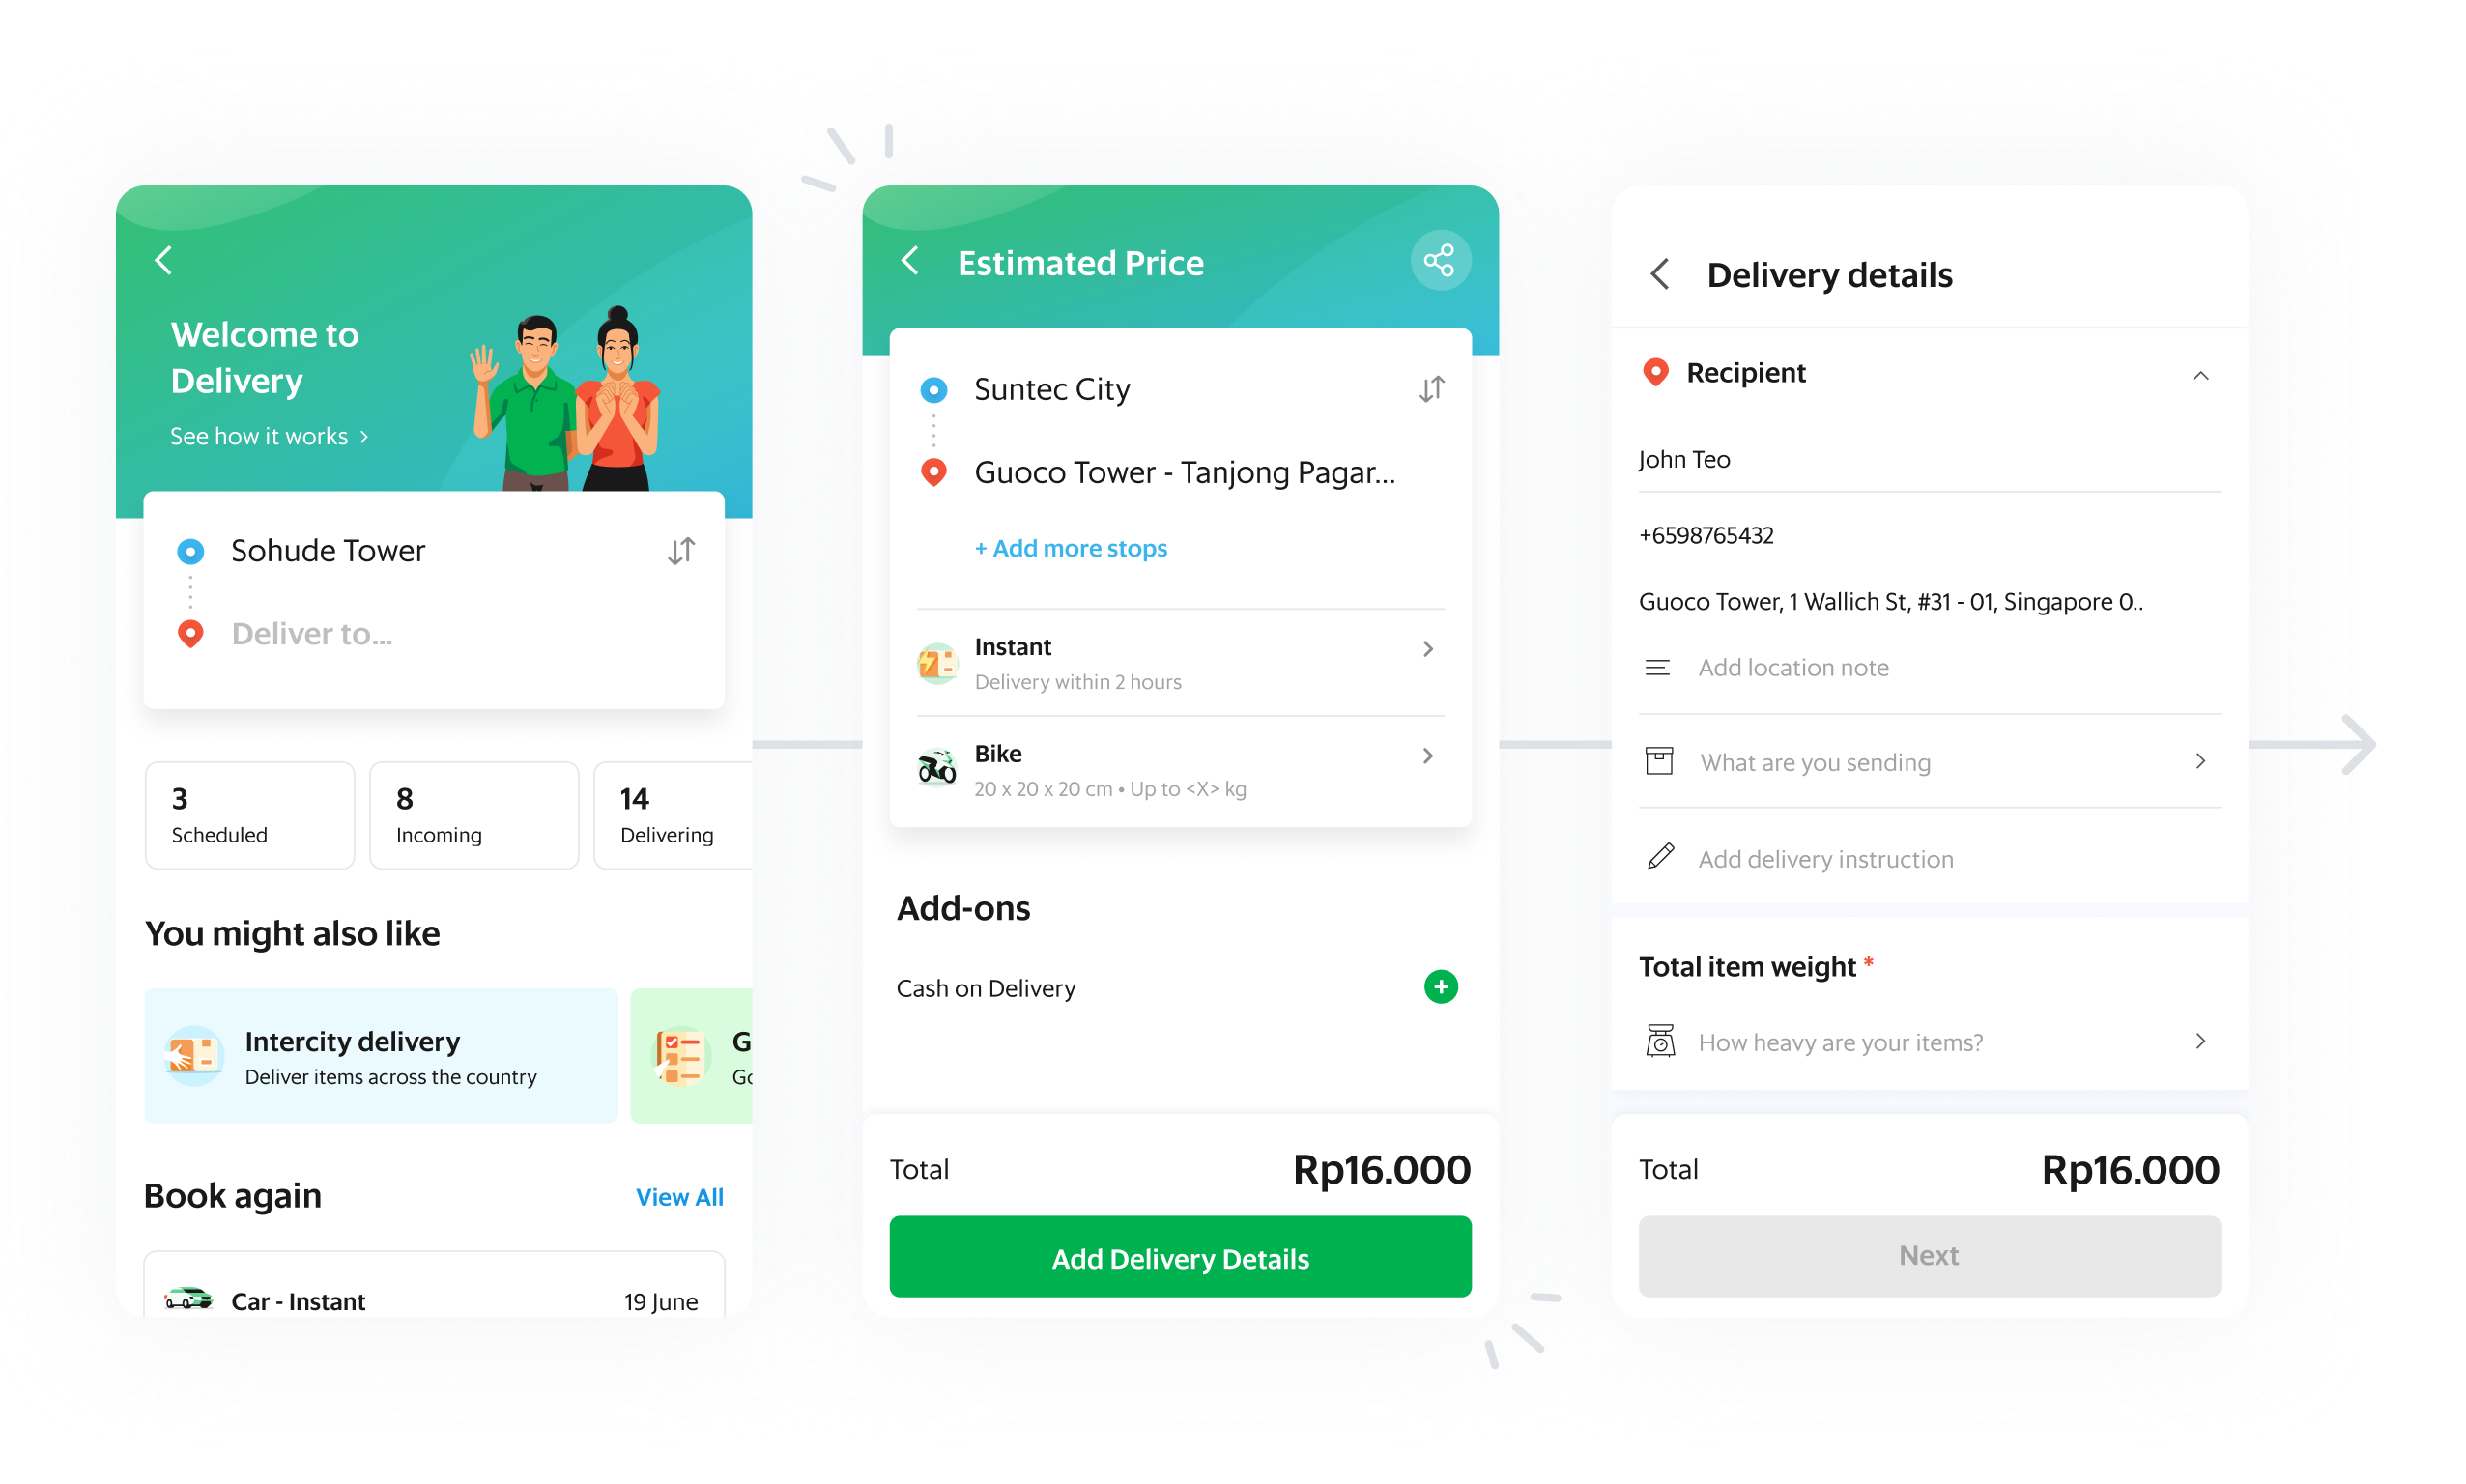 Welcome to
Delivery
See how it works
Sohude Tower
Deliver to...
3
Scheduled
8
Incoming
14
Delivering
You might also like
Intercity delivery
Deliver items across the country
G
Go
Book again
View All
Car - Instant
19 June
Estimated Price
Suntec City
Guoco Tower - Tanjong Pagar...
+ Add more stops
Instant
Delivery within 2 hours
Bike
20 x 20 x 20 cm • Up to <X> kg
Add-ons
Cash on Delivery
Total
Rp16.000
Add Delivery Details
Delivery details
Recipient
John Teo
+6598765432
Guoco Tower, 1 Wallich St, #31 - 01, Singapore 0..
Add location note
What are you sending
Add delivery instruction
Total item weight *
How heavy are your items?
Total
Rp16.000
Next